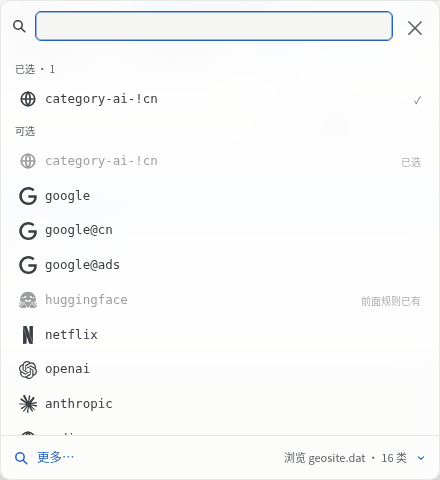 已选 · 1
category-ai-!cn ✓
可选
category-ai-!cn 已选
google
google@cn
google@ads
huggingface 前面规则已有
netflix
openai
anthropic
更多… 浏览 geosite.dat · 16 类